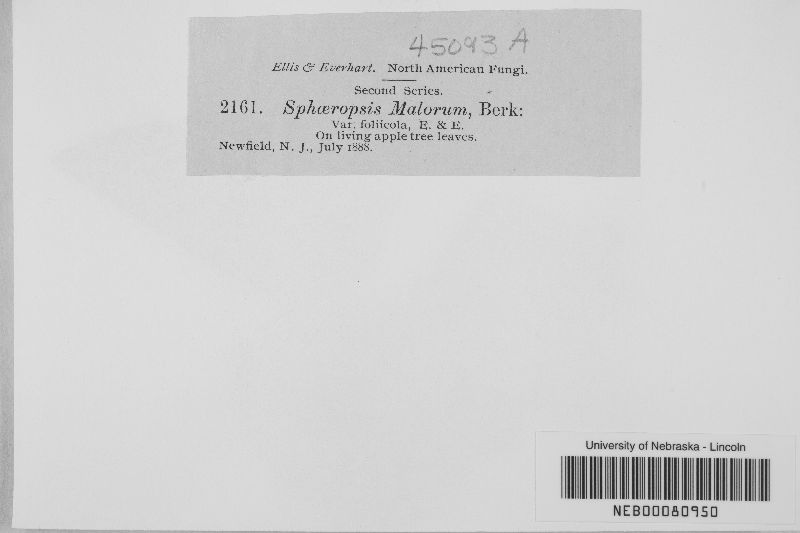 45093 A
Ellis & Everhart. North American Fungi.
Second Series.
2161. Sphæropsis Malorum, Berk:
Var. foliicola, E. & E.
On living apple tree leaves.
Newfield, N. J., July 1888.
University of Nebraska - Lincoln
NEB00080950